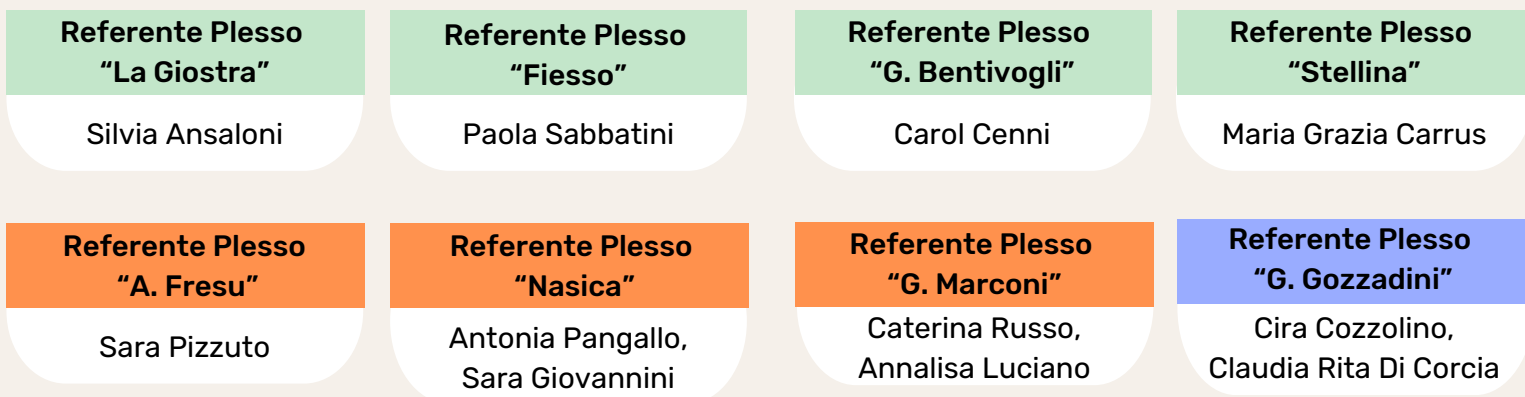 Referente Plesso
“La Giostra”
Silvia Ansaloni
Referente Plesso
“Fiesso”
Paola Sabbatini
Referente Plesso
“G. Bentivogli”
Carol Cenni
Referente Plesso
“Stellina”
Maria Grazia Carrus
Referente Plesso
“A. Fresu”
Sara Pizzuto
Referente Plesso
“Nasica”
Antonia Pangallo,
Sara Giovannini
Referente Plesso
“G. Marconi”
Caterina Russo,
Annalisa Luciano
Referente Plesso
“G. Gozzadini”
Cira Cozzolino,
Claudia Rita Di Corcia